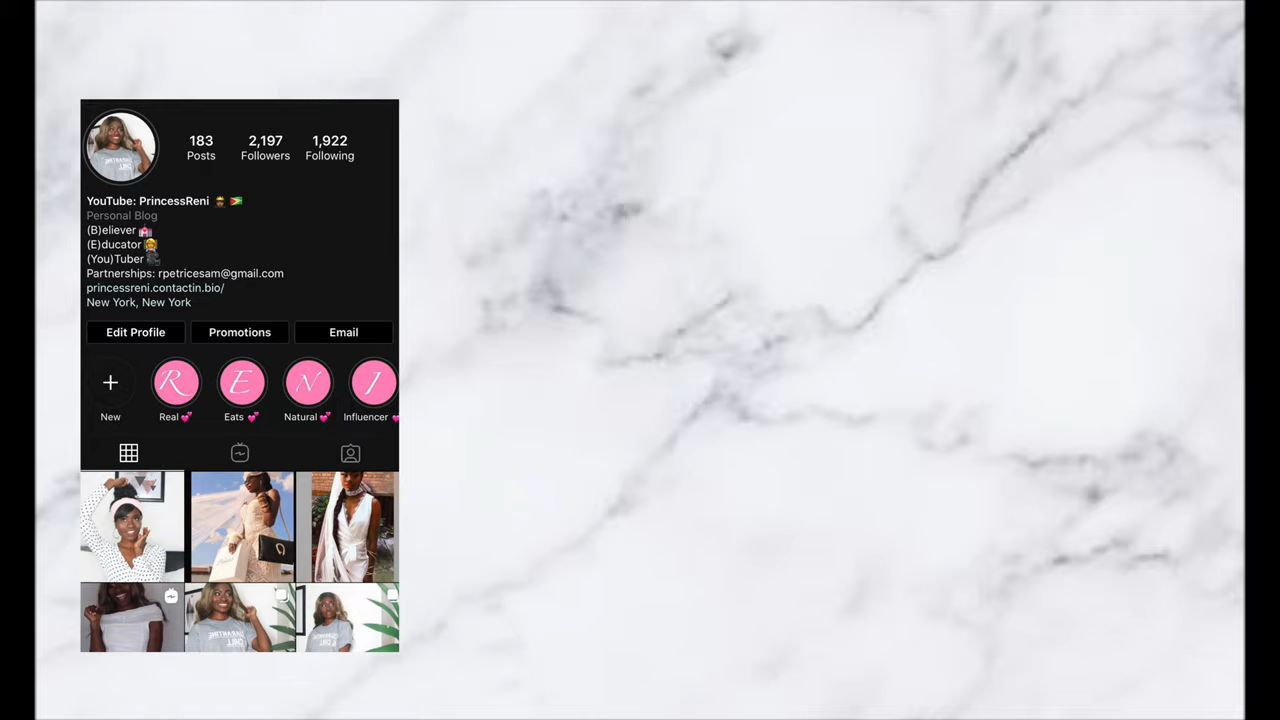 183 2,197 1,922
Posts Followers Following
YouTube: PrincessReni
Personal Blog
(B)eliever
(E)ducator
(You)Tuber
Partnerships: rpetricesam@gmail.com
princessreni.contactin.bio/
New York, New York
Edit Profile Promotions Email
R E N I
New Real Eats Natural Influencer